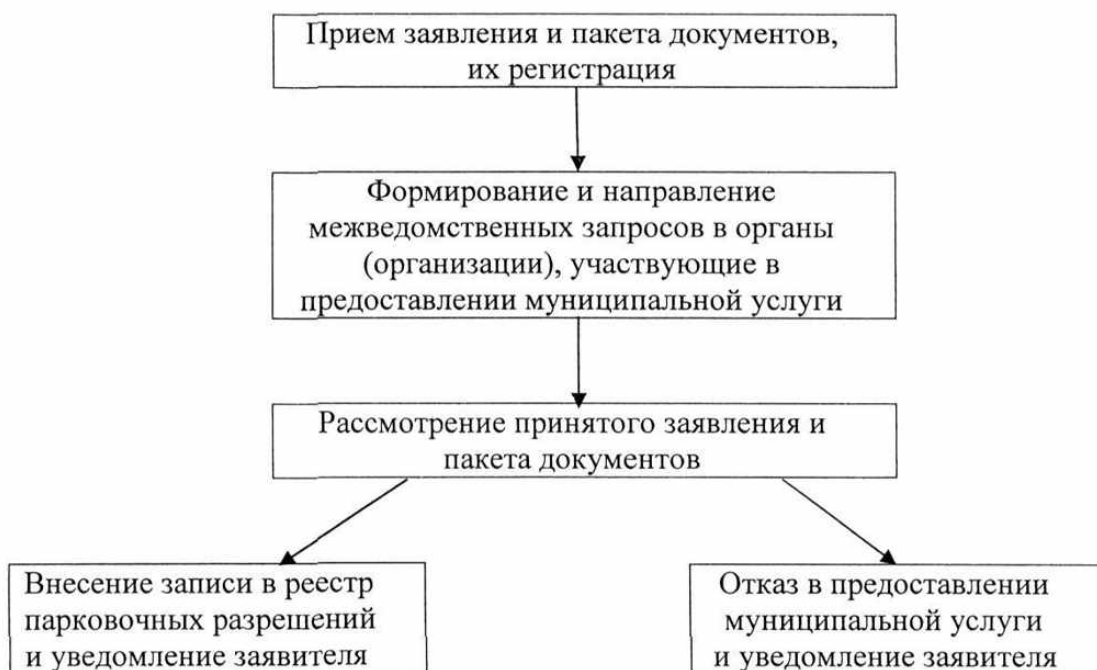 Прием заявления и пакета документов,
их регистрация
Формирование и направление
межведомственных запросов в органы
(организации), участвующие в
предоставлении муниципальной услуги
Рассмотрение принятого заявления и
пакета документов
Внесение записи в реестр
парковочных разрешений
и уведомление заявителя
Отказ в предоставлении
муниципальной услуги
и уведомление заявителя